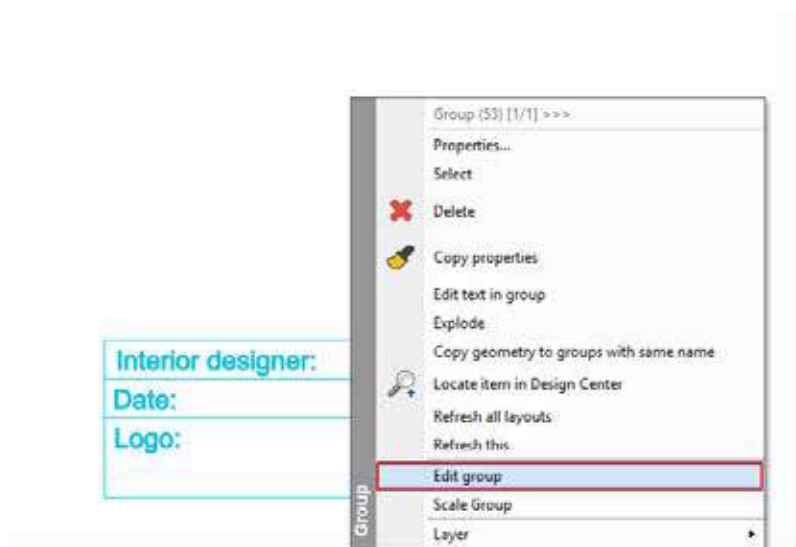 Group (53) [1/1] >>>
Properties...
Select
Delete
Copy properties
Edit text in group
Explode
Copy geometry to groups with same name
Locate item in Design Center
Refresh all layouts
Refresh this
Edit group
Scale Group
Layer
Group
Interior designer:
Date:
Logo: